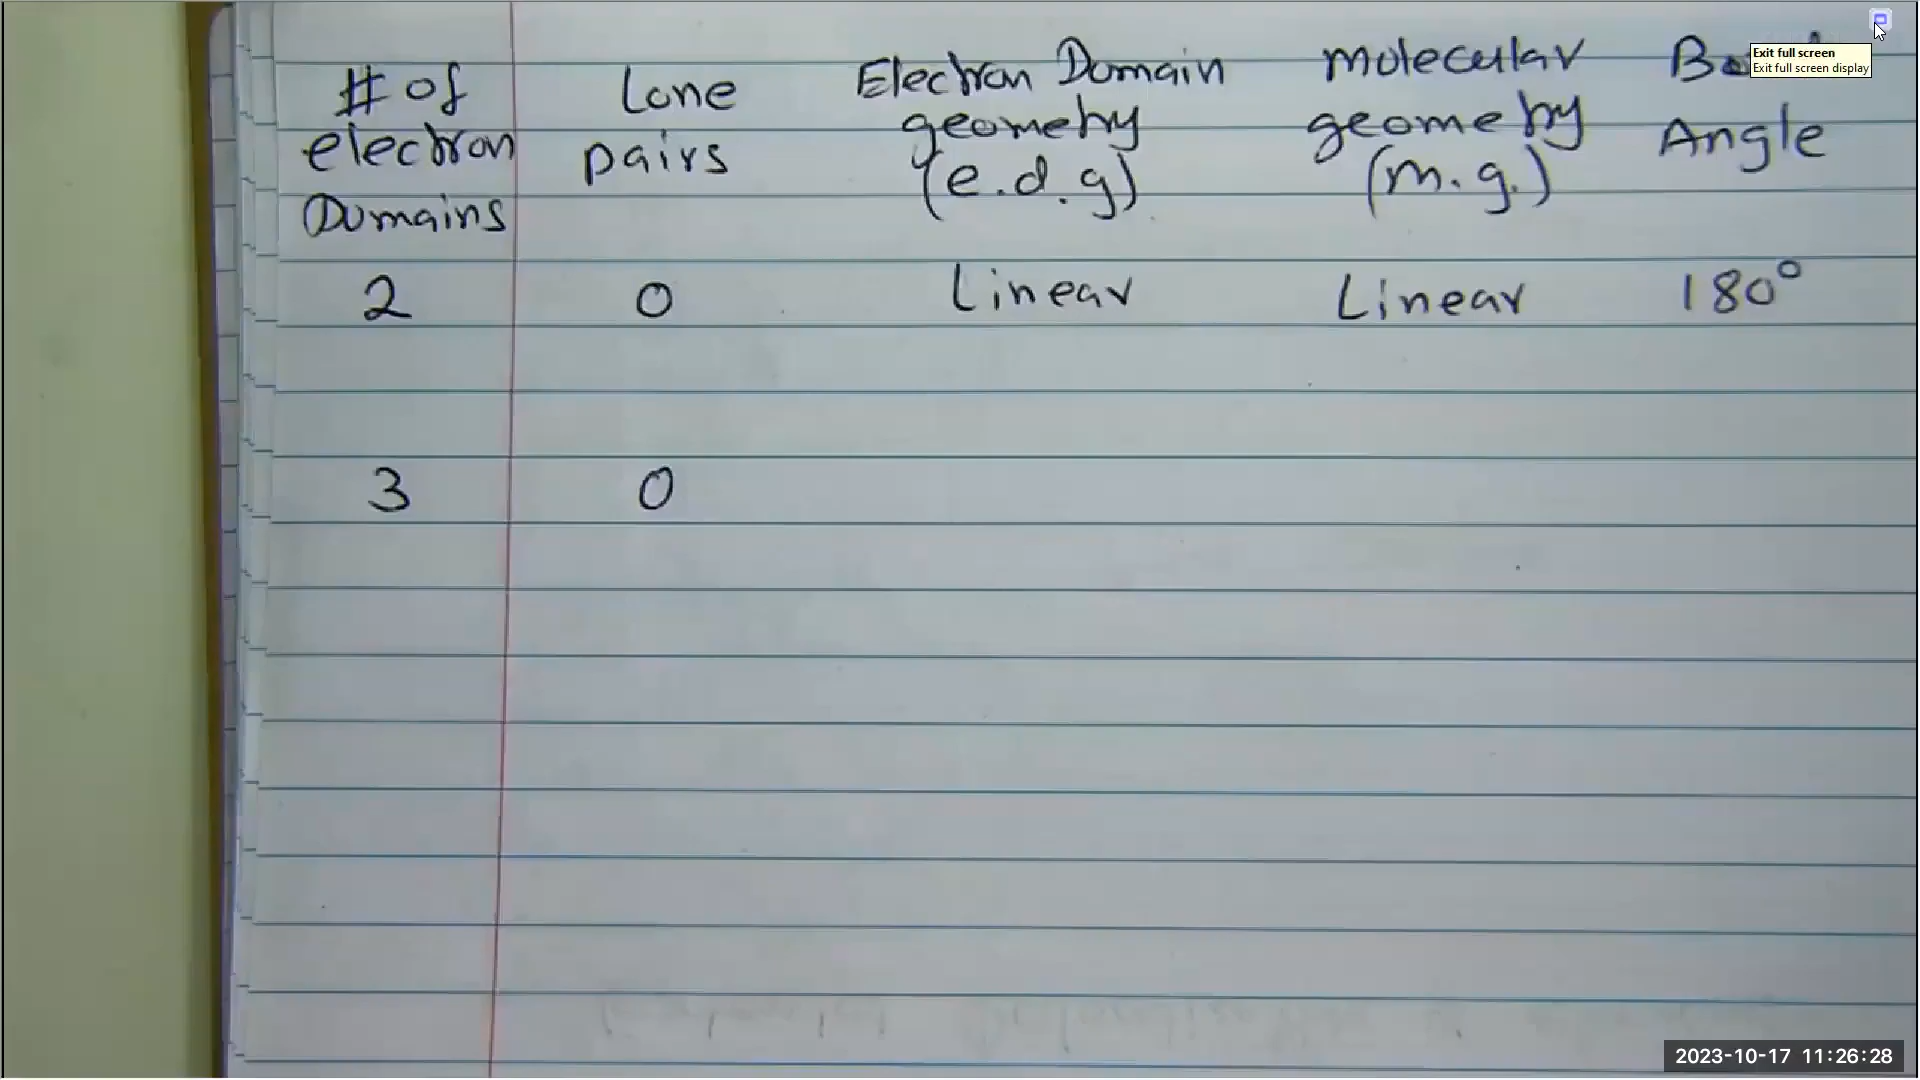 # of
electron
Domains
Lone
pairs
Electron Domain
geometry
(e.d.g)
molecular
geometry
(m.g.)
Angle
Exit full screen
Exit full screen display
2 0 Linear Linear 180°
3 0
2023-10-17 11:26:28